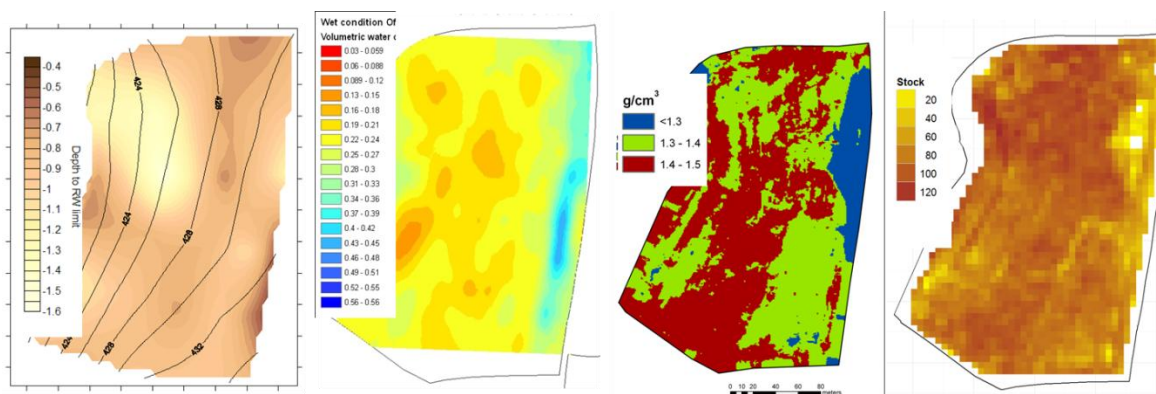 -0.4
-0.5
-0.6
-0.7
-0.8
-0.9
-1
-1.1
-1.2
-1.3
-1.4
-1.5
-1.6
Depth to RW limit
424
428
424
428
424
428
432
Wet condition Of
Volumetric water c
0.03 - 0.059
0.06 - 0.088
0.089 - 0.12
0.13 - 0.15
0.16 - 0.18
0.19 - 0.21
0.22 - 0.24
0.25 - 0.27
0.28 - 0.3
0.31 - 0.33
0.34 - 0.36
0.37 - 0.39
0.4 - 0.42
0.43 - 0.45
0.46 - 0.48
0.49 - 0.51
0.52 - 0.55
0.56 - 0.56
g/cm³
<1.3
1.3 - 1.4
1.4 - 1.5
0 10 20 40 60 80
meters
Stock
20
40
60
80
100
120